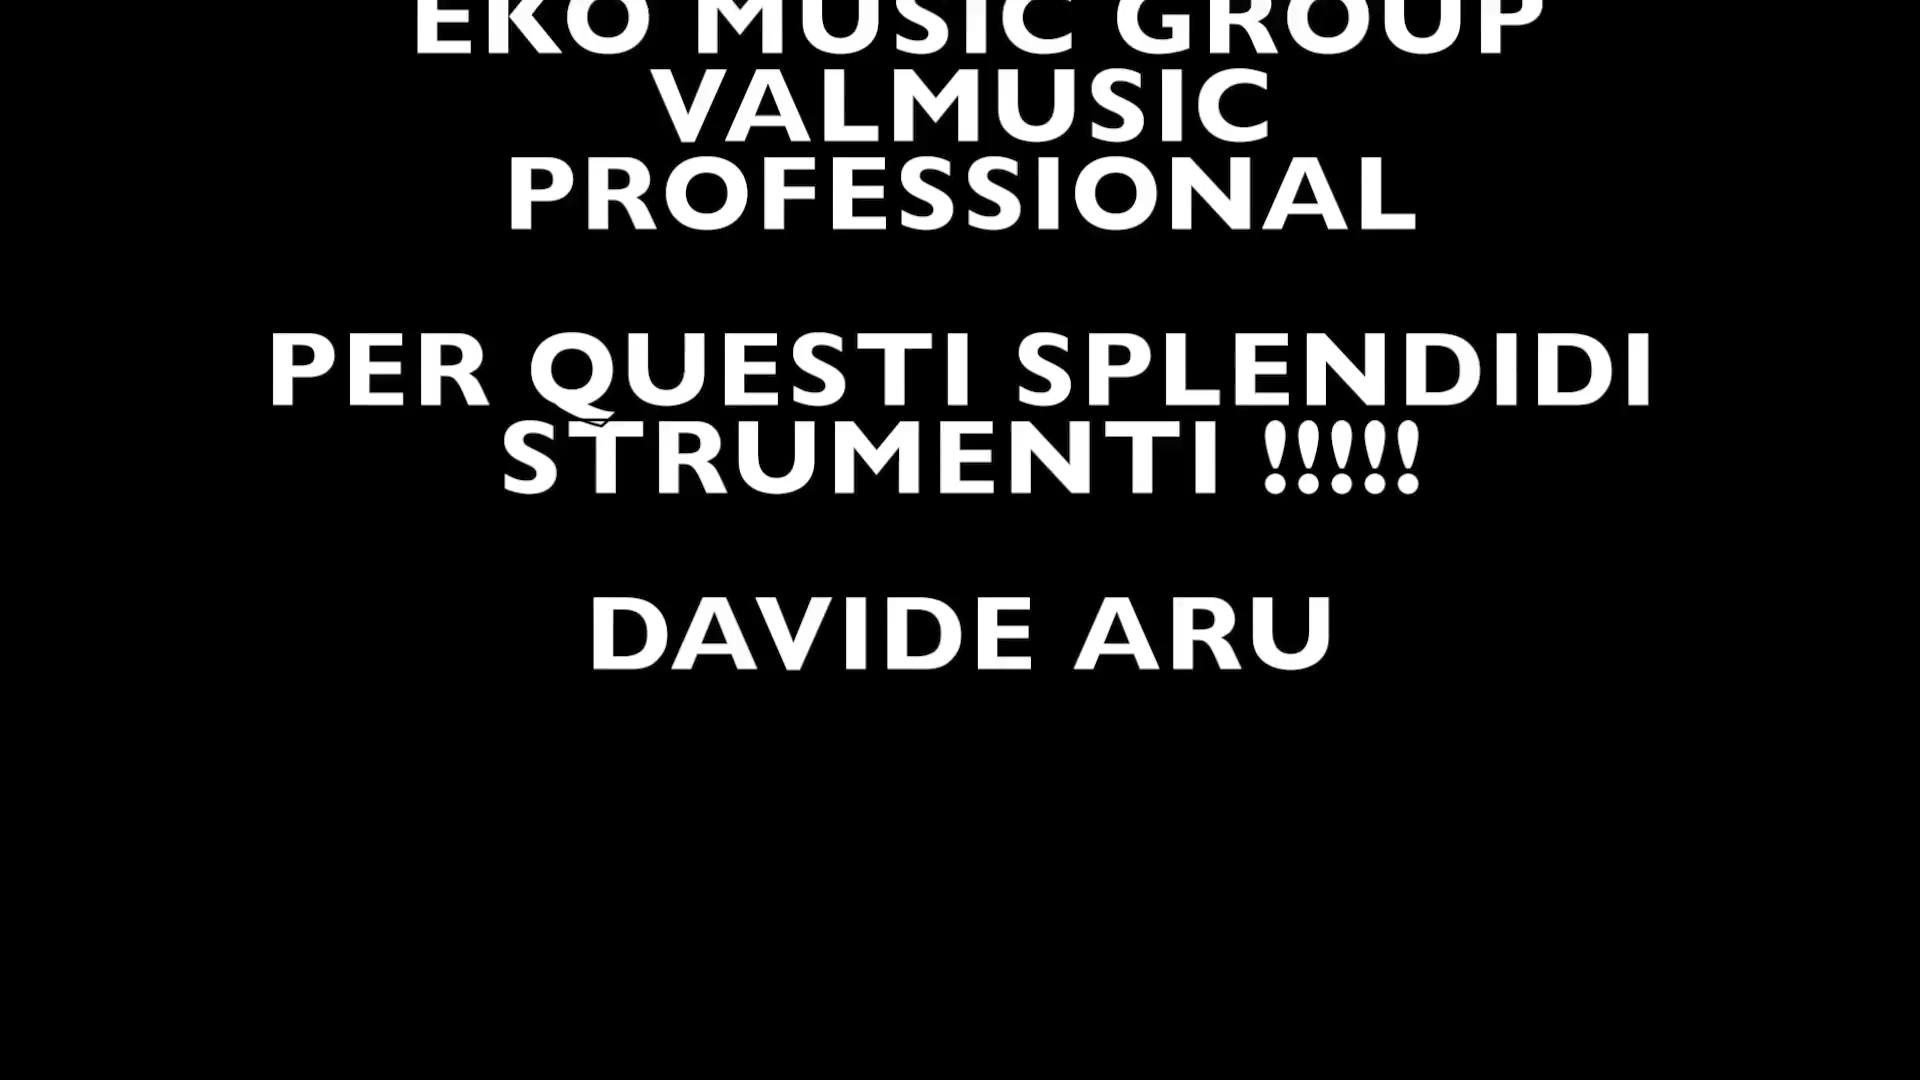 EKO MUSIC GROUP
VALMUSIC
PROFESSIONAL
PER QUESTI SPLENDIDI
STRUMENTI !!!!!
DAVIDE ARU